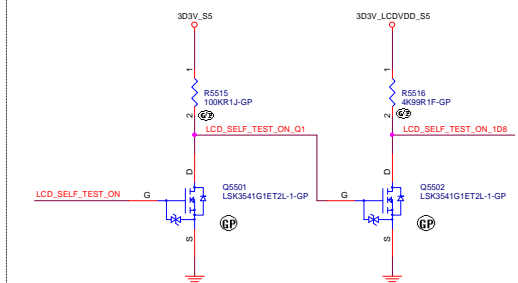 3D3V_S5
3D3V_LCDVDD_S5
1
R5515
100KR1J-GP
2
1
R5516
4K99R1F-GP
2
LCD_SELF_TEST_ON_Q1
LCD_SELF_TEST_ON_1D8
D
Q5501
LSK3541G1ET2L-1-GP
D
Q5502
LSK3541G1ET2L-1-GP
LCD_SELF_TEST_ON
G
G
GP
GP
S
S